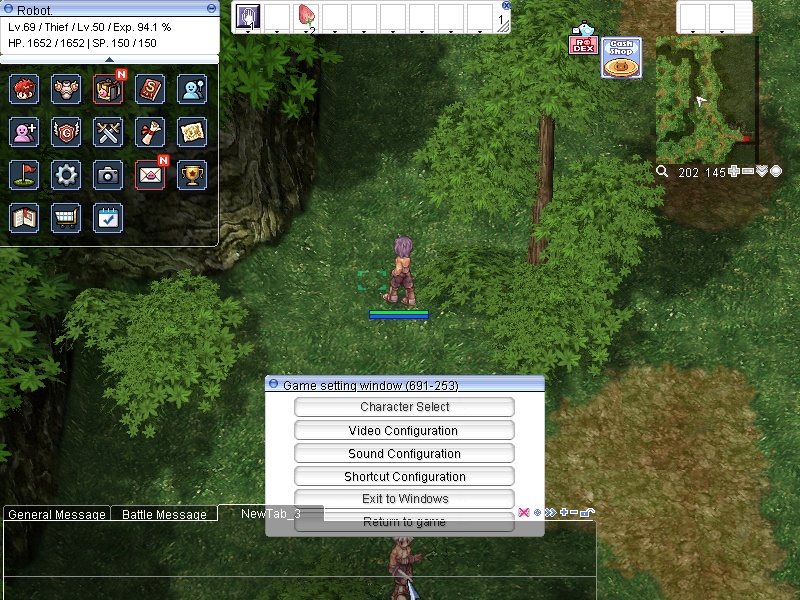 Robot.
Lv.69 / Thief / Lv.50 / Exp. 94.1 %
HP. 1652 / 1652 | SP. 150 / 150
N
N
1
2
1
RODEX
Cash Shop
202 145
Game setting window (691-253)
Character Select
Video Configuration
Sound Configuration
Shortcut Configuration
Exit to Windows
Return to game
General Message
Battle Message
NewTab_3